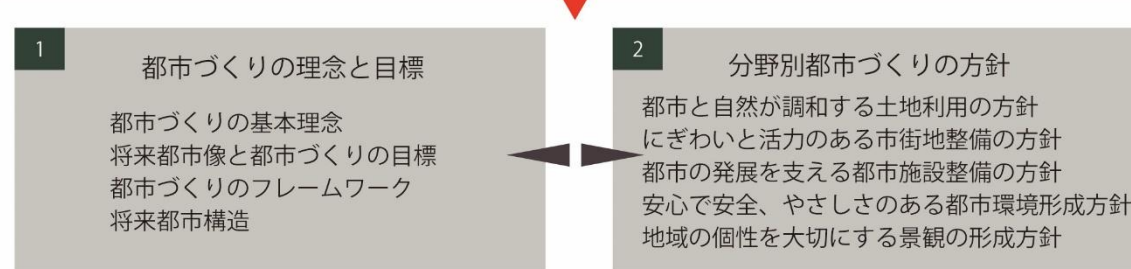 1
都市づくりの理念と目標
都市づくりの基本理念
将来都市像と都市づくりの目標
都市づくりのフレームワーク
将来都市構造
2
分野別都市づくりの方針
都市と自然が調和する土地利用の方針
にぎわいと活力のある市街地整備の方針
都市の発展を支える都市施設整備の方針
安心で安全、やさしさのある都市環境形成方針
地域の個性を大切にする景観の形成方針